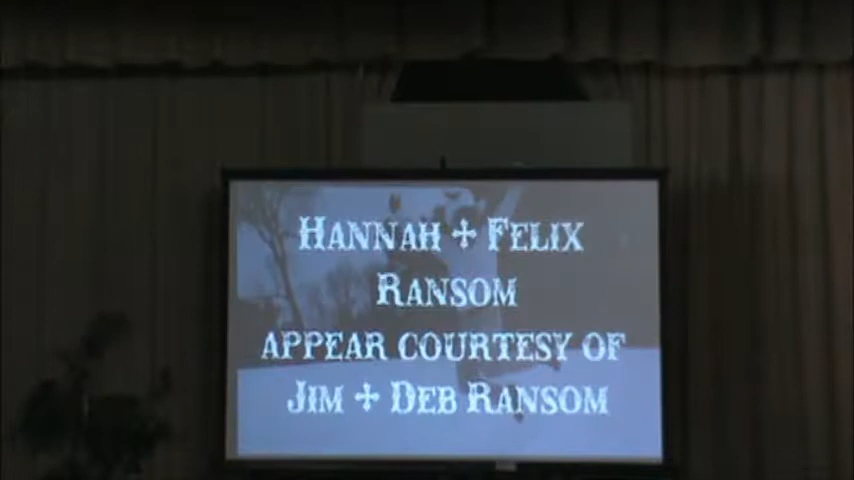 HANNAH + FELIX
RANSOM
APPEAR COURTESY OF
JIM + DEB RANSOM